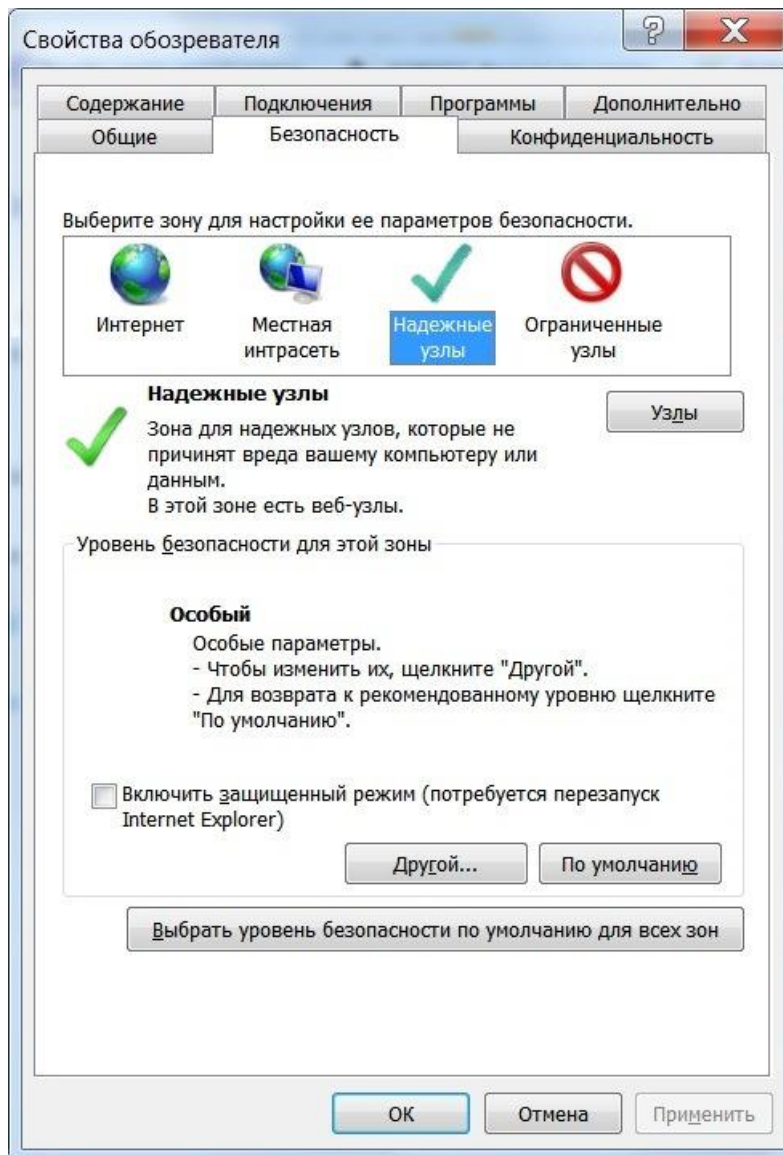 Свойства обозревателя
Содержание Подключения Программы Дополнительно
Общие Безопасность Конфиденциальность
Выберите зону для настройки ее параметров безопасности.
Интернет
Местная
интрасеть
Надежные
узлы
Ограниченные
узлы
Надежные узлы
Узлы
Зона для надежных узлов, которые не
причинят вреда вашему компьютеру или
данным.
В этой зоне есть веб-узлы.
Уровень безопасности для этой зоны
Особый
Особые параметры.
- Чтобы изменить их, щелкните "Другой".
- Для возврата к рекомендованному уровню щелкните
"По умолчанию".
Включить защищенный режим (потребуется перезапуск
Internet Explorer)
Другой... По умолчанию
Выбрать уровень безопасности по умолчанию для всех зон
ОК Отмена Применить